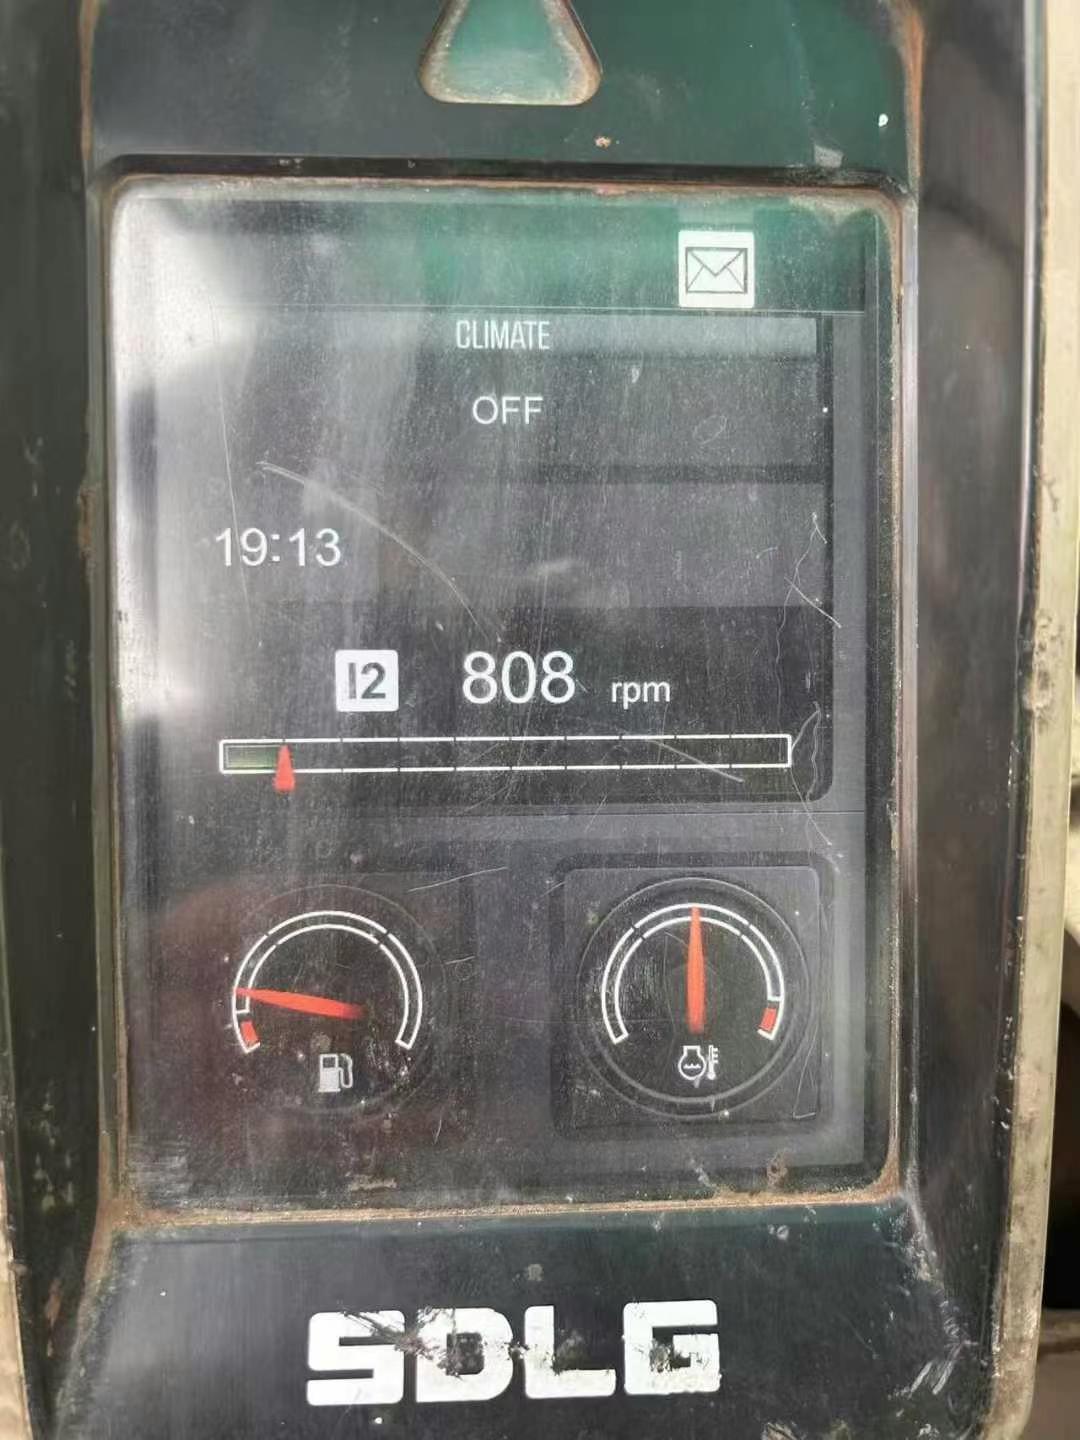 CLIMATE
OFF
19:13
I2 808 rpm
SDLG